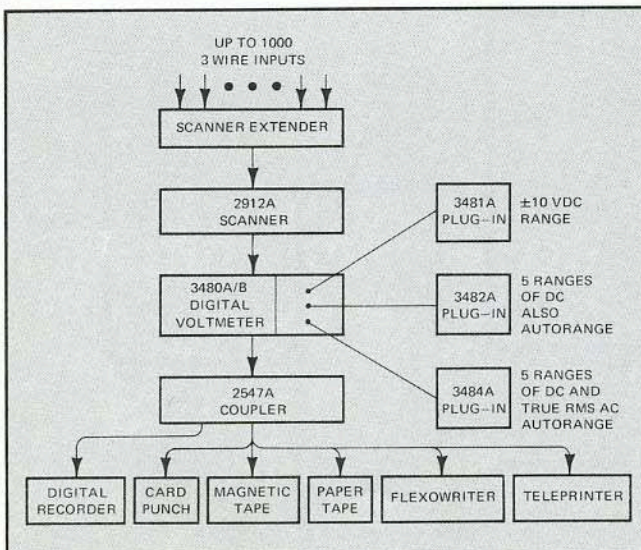 UP TO 1000
3 WIRE INPUTS
SCANNER EXTENDER
2912A
SCANNER
3480A/B
DIGITAL
VOLTMETER
3481A
PLUG-IN
±10 VDC
RANGE
3482A
PLUG-IN
5 RANGES
OF DC
ALSO
AUTORANGE
3484A
PLUG-IN
5 RANGES
OF DC AND
TRUE RMS AC
AUTORANGE
2547A
COUPLER
DIGITAL
RECORDER
CARD
PUNCH
MAGNETIC
TAPE
PAPER
TAPE
FLEXOWRITER
TELEPRINTER